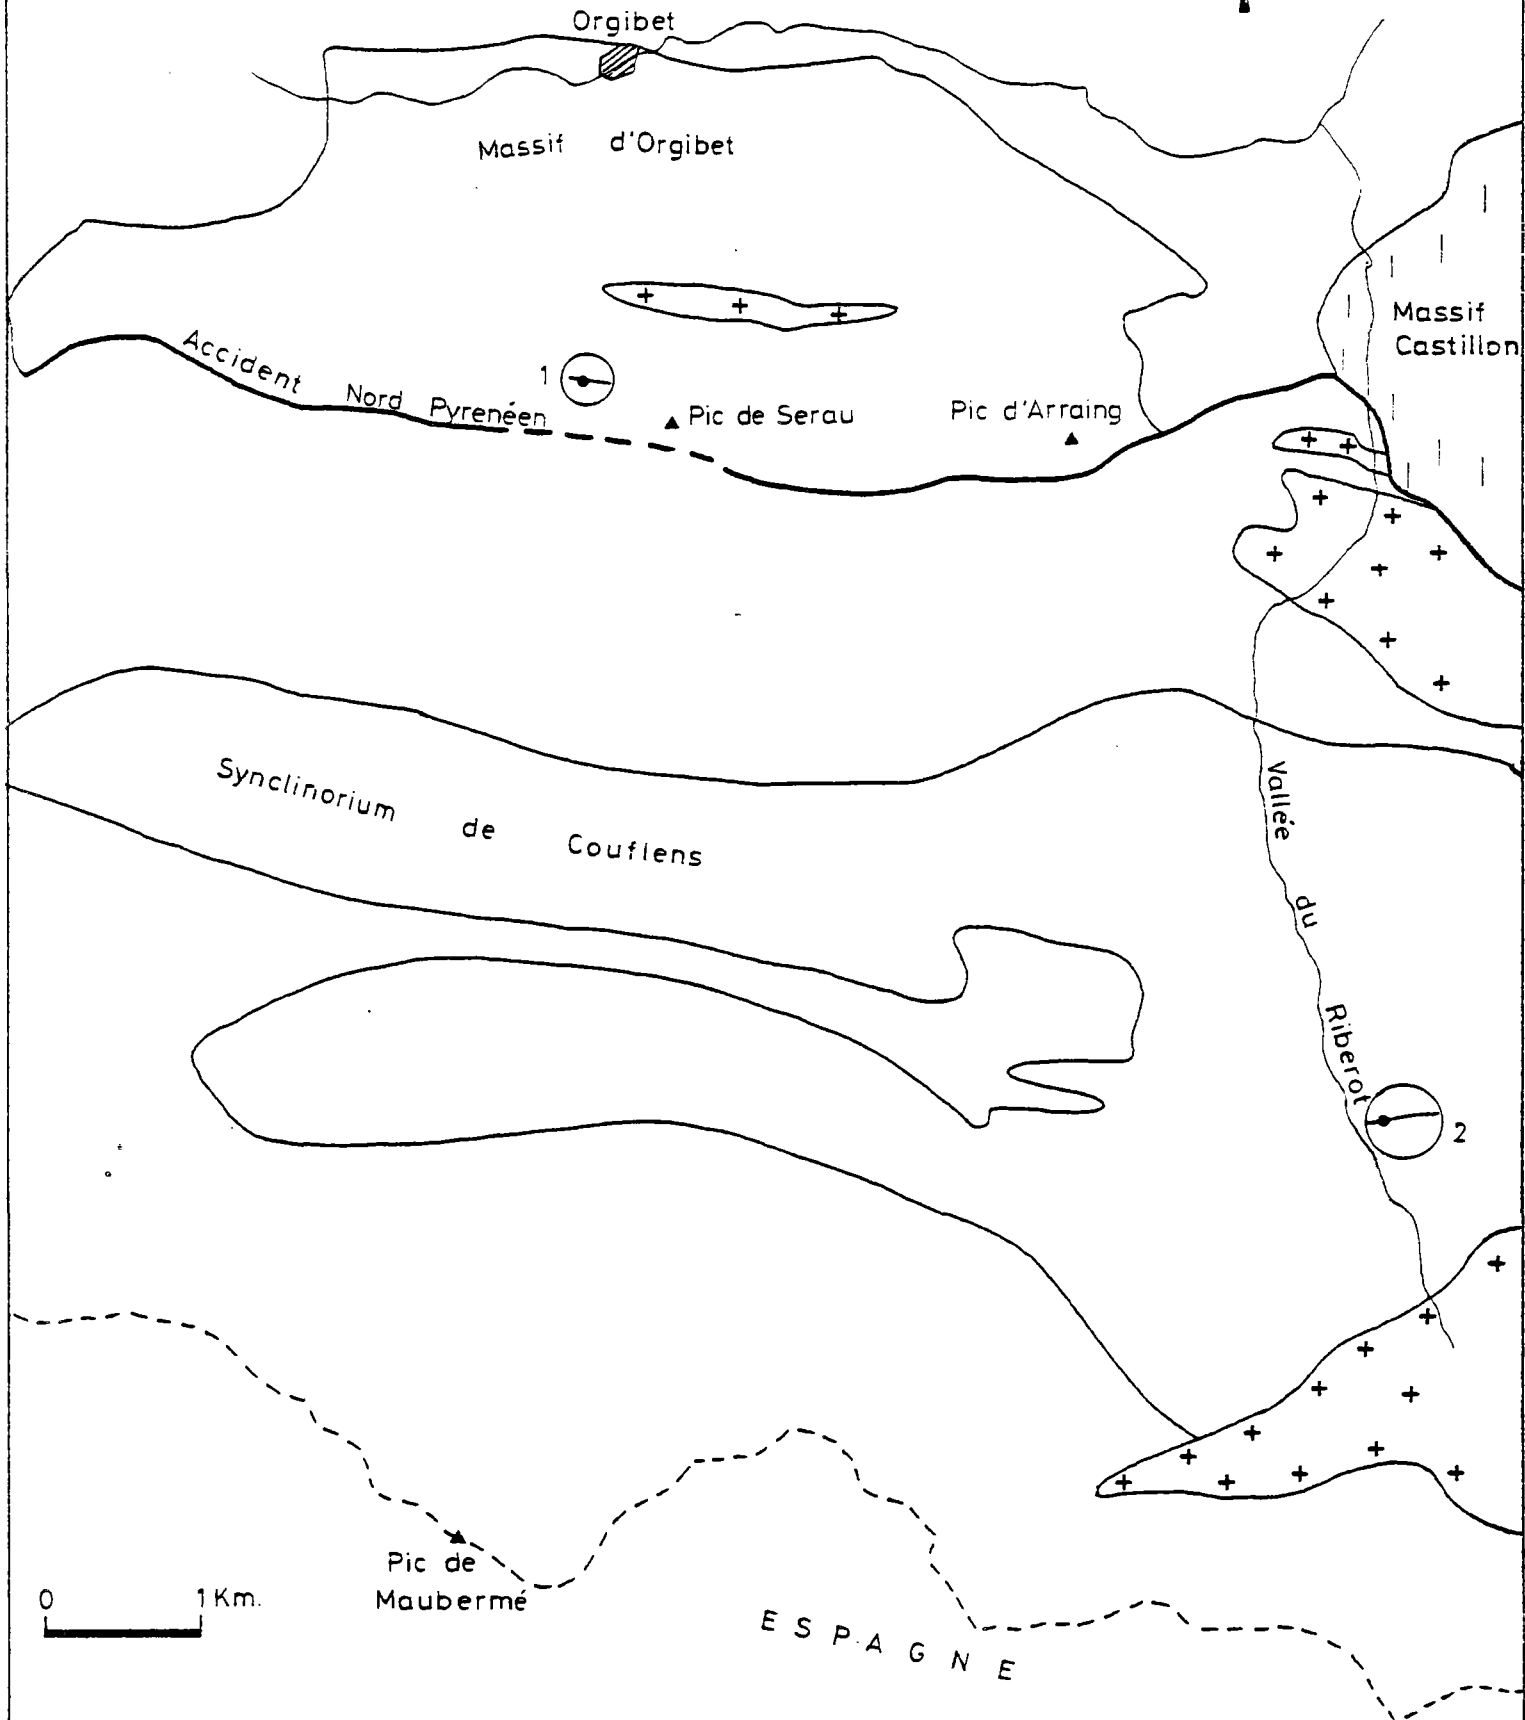 Orgibet
Massif d'Orgibet
Massif
Castillon
Accident Nord Pyrenéen
1
Pic de Serau
Pic d'Arraing
Synclinorium de Couflens
Vallée du Riberot
2
Pic de
Maubermé
0 1 Km.
ESPAGNE